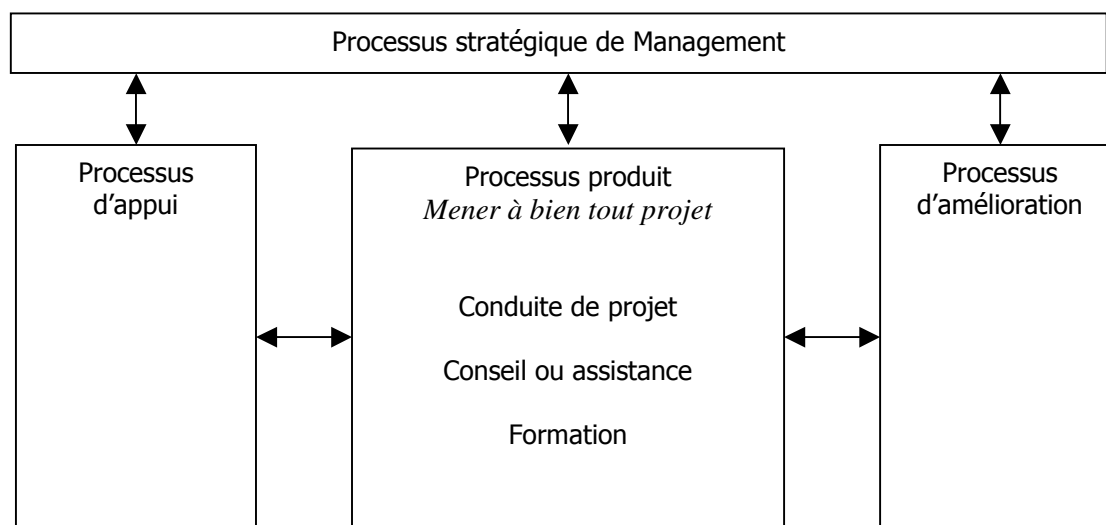 Processus stratégique de Management
Processus
d’appui
Processus produit
Mener à bien tout projet
Conduite de projet
Conseil ou assistance
Formation
Processus
d’amélioration